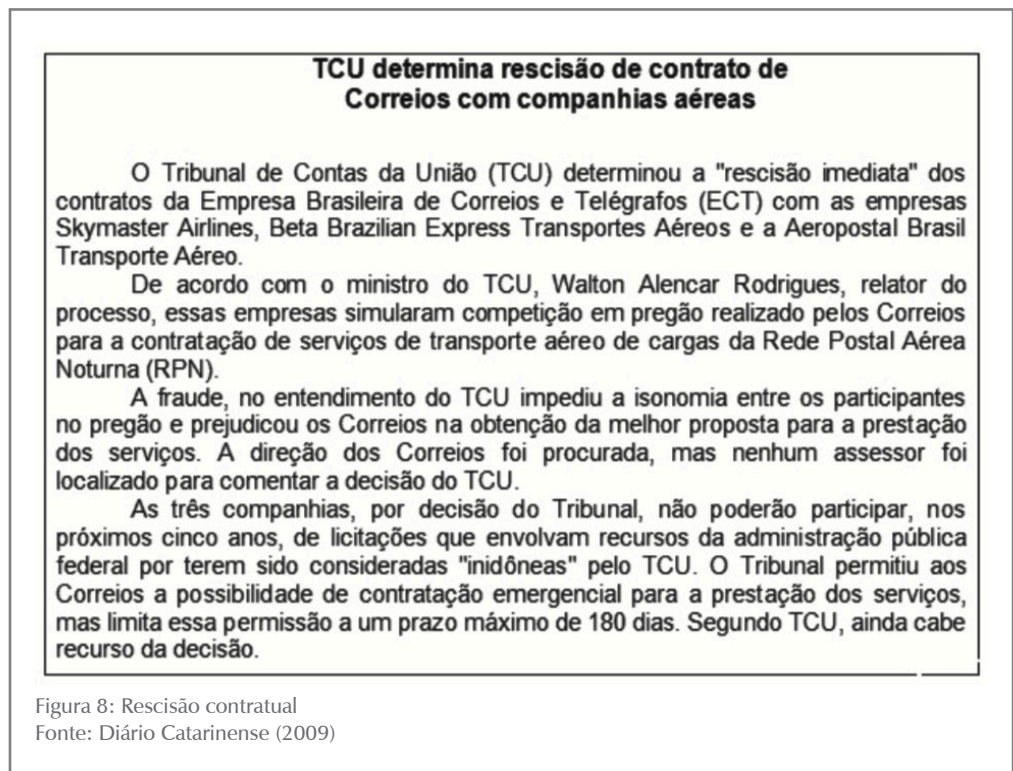 TCU determina rescisão de contrato de
Correios com companhias aéreas
O Tribunal de Contas da União (TCU) determinou a "rescisão imediata" dos
contratos da Empresa Brasileira de Correios e Telégrafos (ECT) com as empresas
Skymaster Airlines, Beta Brazilian Express Transportes Aéreos e a Aeropostal Brasil
Transporte Aéreo.
De acordo com o ministro do TCU, Walton Alencar Rodrigues, relator do
processo, essas empresas simularam competição em pregão realizado pelos Correios
para a contratação de serviços de transporte aéreo de cargas da Rede Postal Aérea
Noturna (RPN).
A fraude, no entendimento do TCU impediu a isonomia entre os participantes
no pregão e prejudicou os Correios na obtenção da melhor proposta para a prestação
dos serviços. A direção dos Correios foi procurada, mas nenhum assessor foi
localizado para comentar a decisão do TCU.
As três companhias, por decisão do Tribunal, não poderão participar, nos
próximos cinco anos, de licitações que envolvam recursos da administração pública
federal por terem sido consideradas "inidôneas" pelo TCU. O Tribunal permitiu aos
Correios a possibilidade de contratação emergencial para a prestação dos serviços,
mas limita essa permissão a um prazo máximo de 180 dias. Segundo TCU, ainda cabe
recurso da decisão.
Figura 8: Rescisão contratual
Fonte: Diário Catarinense (2009)